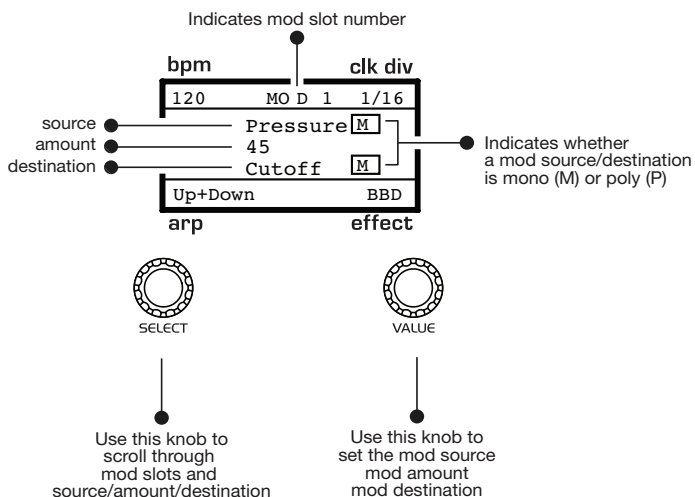 Indicates mod slot number
bpm
clk div
120 MO D 1 1/16
source
Pressure M
amount
45
destination
Cutoff M
Indicates whether
a mod source/destination
is mono (M) or poly (P)
Up+Down BBD
arp
effect
SELECT
VALUE
Use this knob to
scroll through
mod slots and
source/amount/destination
Use this knob to
set the mod source
mod amount
mod destination